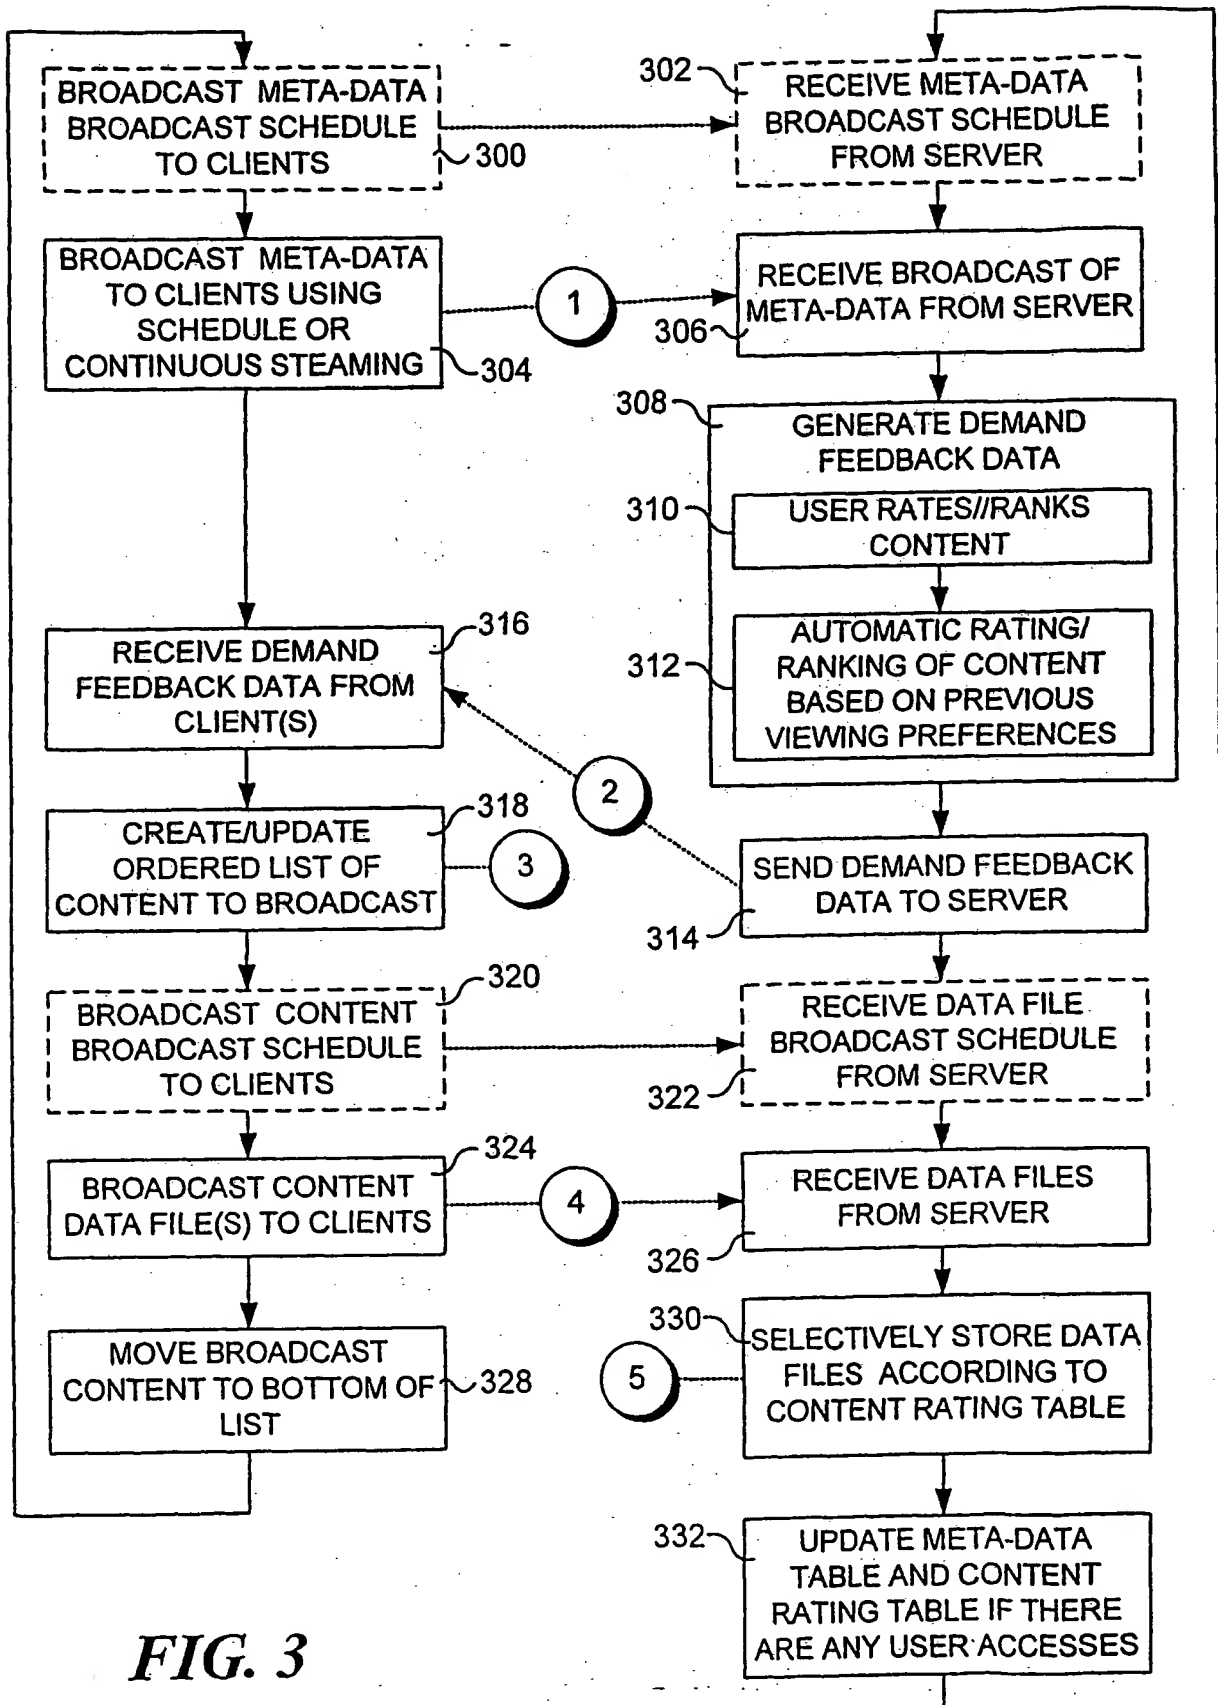 BROADCAST META-DATA
BROADCAST SCHEDULE
TO CLIENTS
300
302
RECEIVE META-DATA
BROADCAST SCHEDULE
FROM SERVER
BROADCAST META-DATA
TO CLIENTS USING
SCHEDULE OR
CONTINUOUS STEAMING
304
1
RECEIVE BROADCAST OF
META-DATA FROM SERVER
306
308
GENERATE DEMAND
FEEDBACK DATA
310
USER RATES//RANKS
CONTENT
312
AUTOMATIC RATING/
RANKING OF CONTENT
BASED ON PREVIOUS
VIEWING PREFERENCES
316
RECEIVE DEMAND
FEEDBACK DATA FROM
CLIENT(S)
2
318
CREATE/UPDATE
ORDERED LIST OF
CONTENT TO BROADCAST
3
SEND DEMAND FEEDBACK
DATA TO SERVER
314
320
BROADCAST CONTENT
BROADCAST SCHEDULE
TO CLIENTS
RECEIVE DATA FILE
BROADCAST SCHEDULE
FROM SERVER
322
324
BROADCAST CONTENT
DATA FILE(S) TO CLIENTS
4
RECEIVE DATA FILES
FROM SERVER
326
MOVE BROADCAST
CONTENT TO BOTTOM OF
LIST
328
330
SELECTIVELY STORE DATA
FILES ACCORDING TO
CONTENT RATING TABLE
5
332
UPDATE META-DATA
TABLE AND CONTENT
RATING TABLE IF THERE
ARE ANY USER ACCESSES
FIG. 3